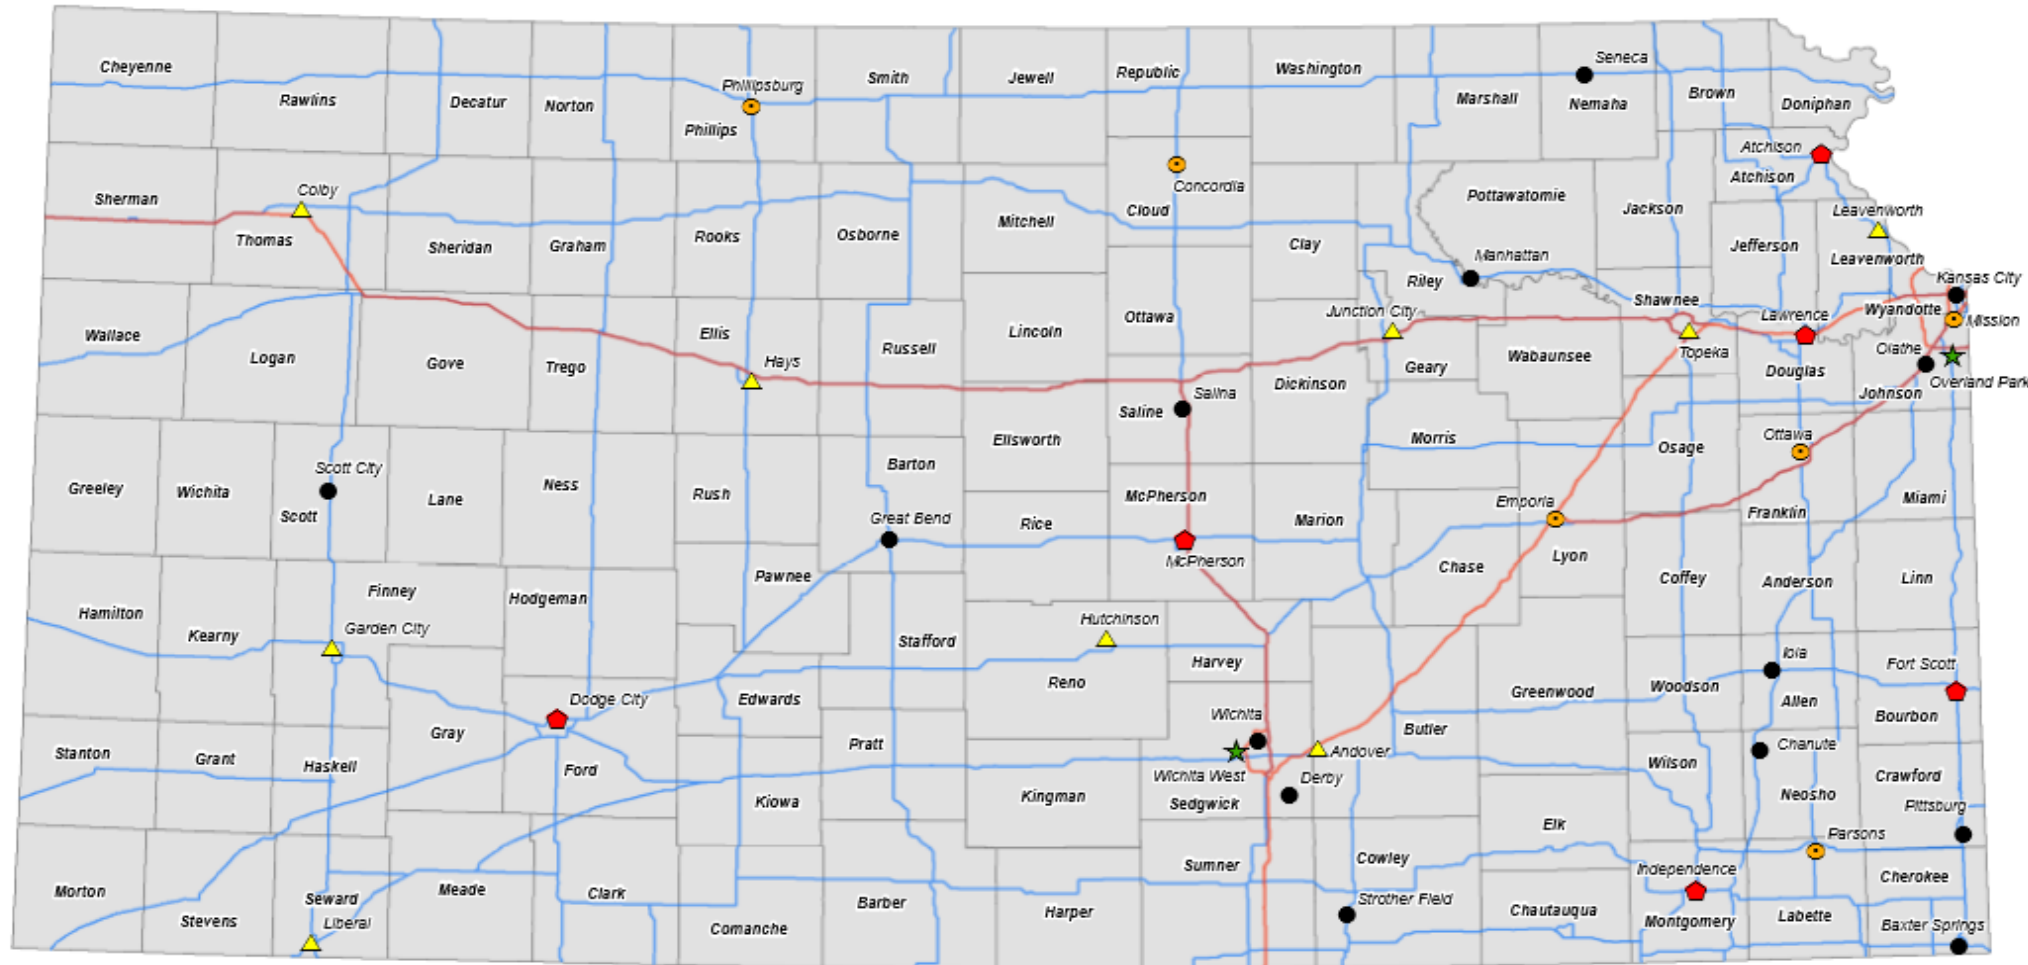 Cheyenne
Rawlins
Decatur
Norton
Phillipsburg
Phillips
Smith
Jewell
Republic
Washington
Marshall
Seneca
Nemaha
Brown
Doniphan
Sherman
Colby
Thomas
Sheridan
Graham
Rooks
Osborne
Mitchell
Concordia
Cloud
Clay
Pottawatomie
Manhattan
Riley
Jackson
Atchison
Atchison
Leavenworth
Jefferson
Leavenworth
Kansas City
Wyandotte
Mission
Wallace
Logan
Gove
Trego
Ellis
Hays
Russell
Lincoln
Ottawa
Salina
Saline
Dickinson
Junction City
Geary
Wabaunsee
Shawnee
Topeka
Lawrence
Douglas
Olathe
Overland Park
Johnson
Greeley
Wichita
Scott City
Scott
Lane
Ness
Rush
Barton
Great Bend
Ellsworth
Rice
McPherson
McPherson
Marion
Morris
Emporia
Chase
Lyon
Osage
Ottawa
Franklin
Miami
Coffey
Anderson
Linn
Hamilton
Kearny
Finney
Garden City
Hodgeman
Pawnee
Stafford
Hutchinson
Reno
Harvey
Edwards
Dodge City
Gray
Ford
Stanton
Grant
Haskell
Kiowa
Pratt
Kingman
Wichita
Wichita West
Sedgwick
Andover
Derby
Butler
Greenwood
Woodson
Iola
Allen
Fort Scott
Bourbon
Wilson
Chanute
Neosho
Crawford
Pittsburg
Morton
Stevens
Seward
Liberal
Meade
Clark
Comanche
Barber
Harper
Sumner
Cowley
Strother Field
Elk
Chautauqua
Independence
Montgomery
Parsons
Labette
Cherokee
Baxter Springs